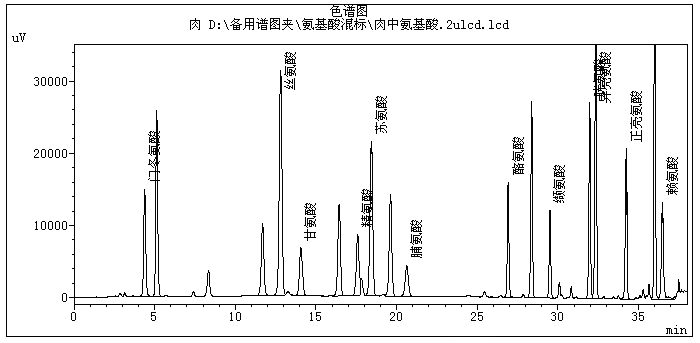 色谱图
肉 D:\备用谱图夹\氨基酸混标\肉中氨基酸.2ulcd.lcd
uV
30000
20000
10000
0
门冬氨酸
丝氨酸
甘氨酸
精氨酸
苏氨酸
脯氨酸
酪氨酸
缬氨酸
异亮氨酸
正亮氨酸
赖氨酸
0 5 10 15 20 25 30 35
min